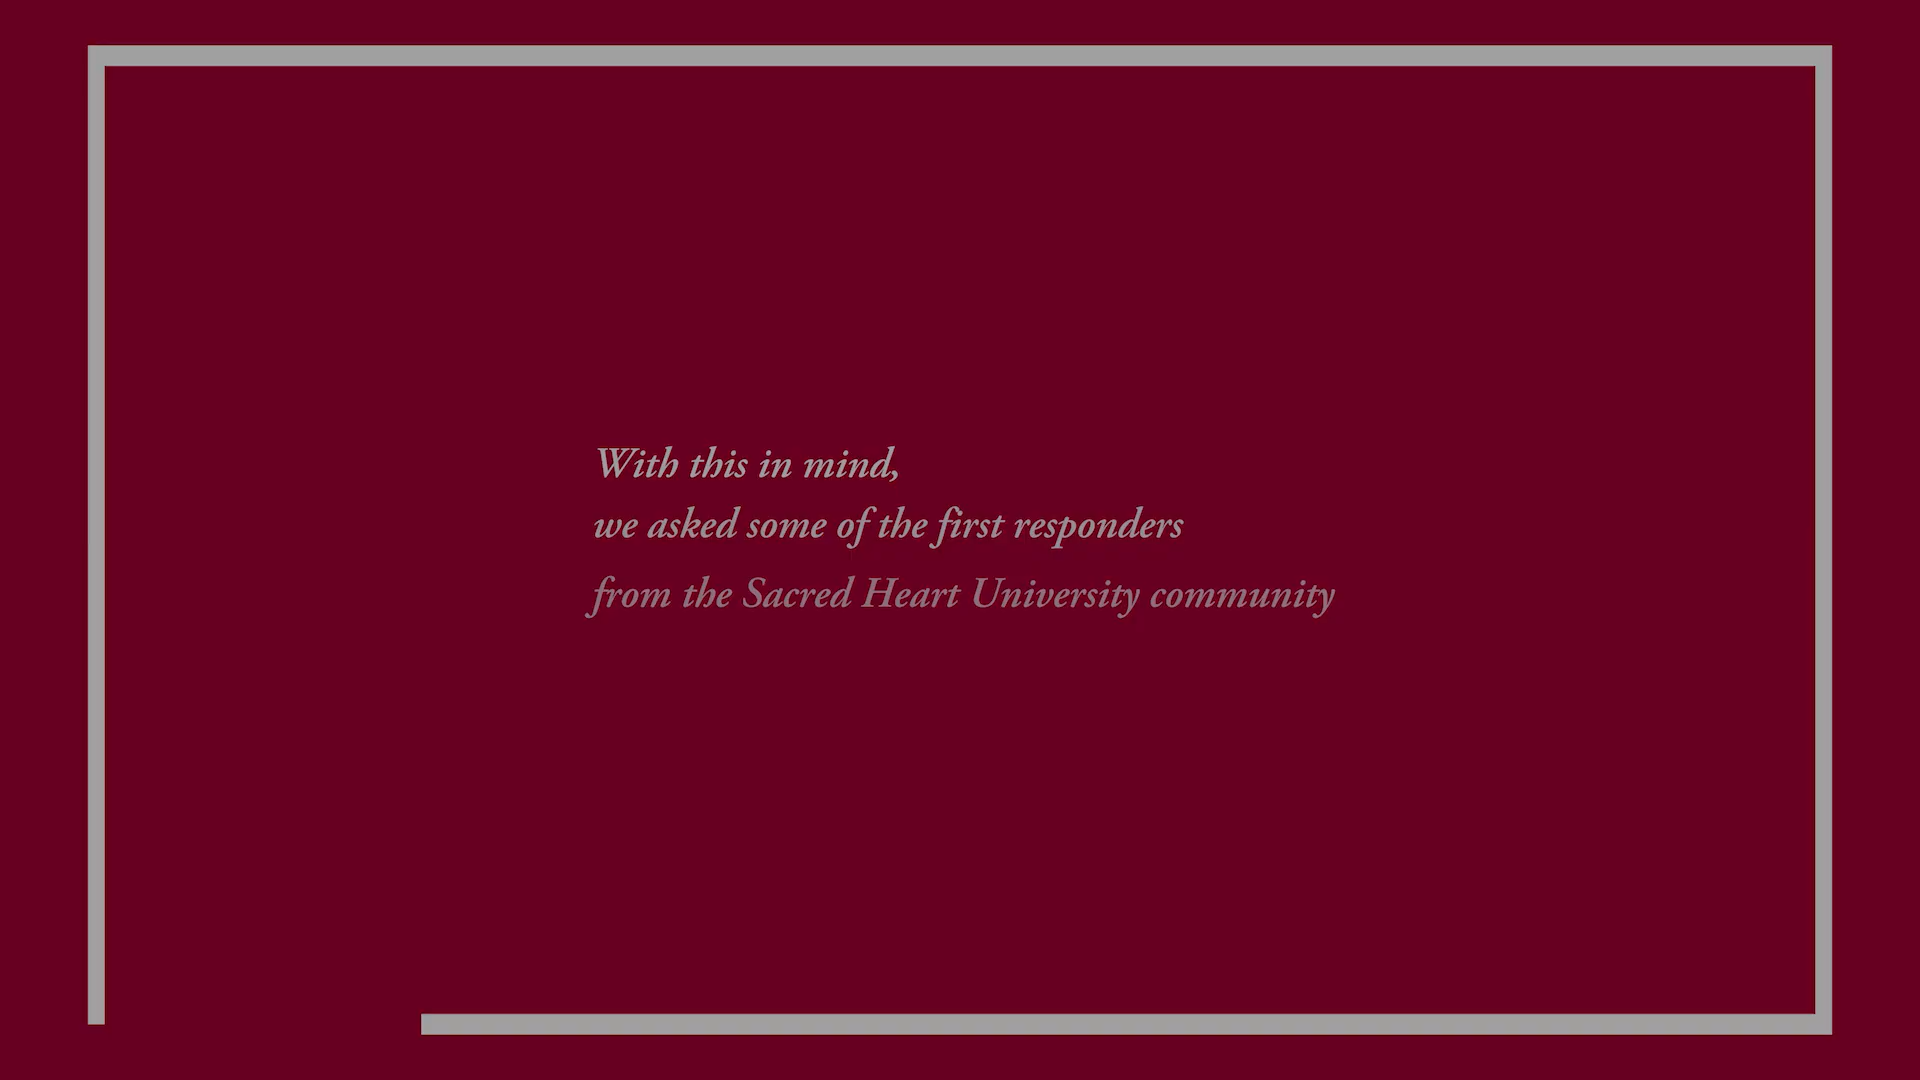 With this in mind,
we asked some of the first responders
from the Sacred Heart University community